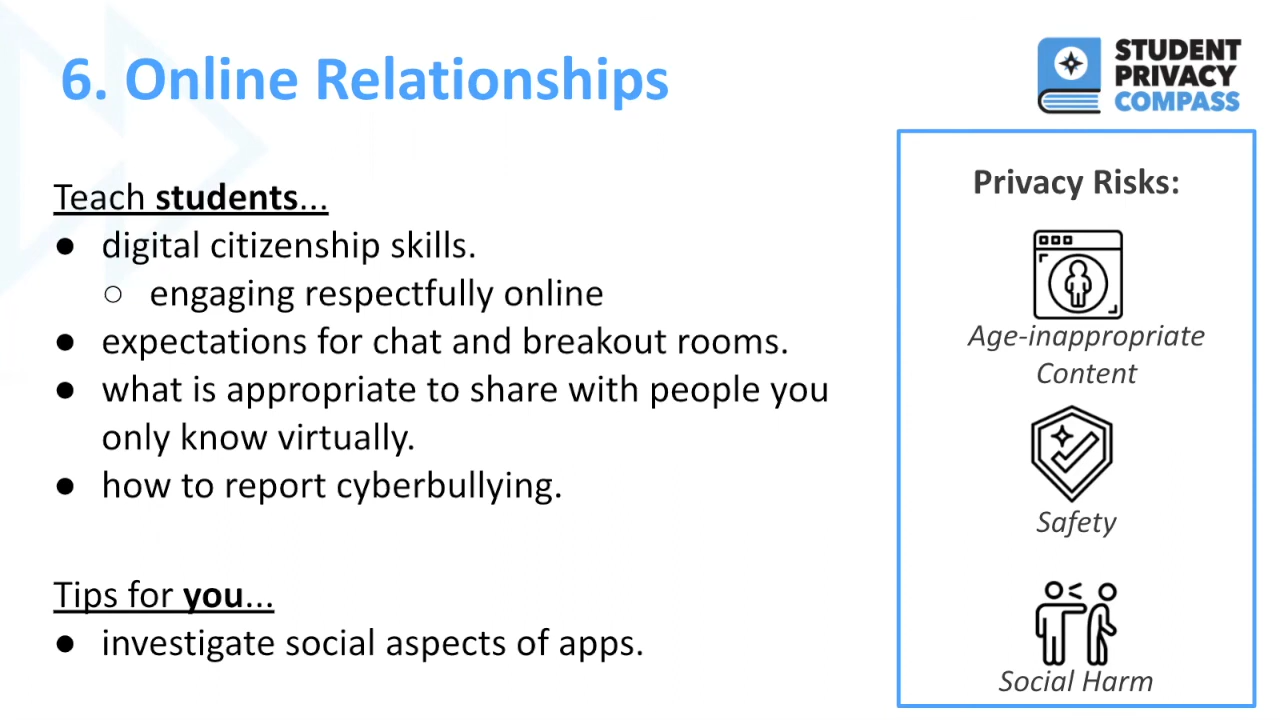 6. Online Relationships
STUDENT
PRIVACY
COMPASS
Teach students...
● digital citizenship skills.
○ engaging respectfully online
● expectations for chat and breakout rooms.
● what is appropriate to share with people you
only know virtually.
● how to report cyberbullying.
Tips for you...
● investigate social aspects of apps.
Privacy Risks:
Age-inappropriate
Content
Safety
Social Harm